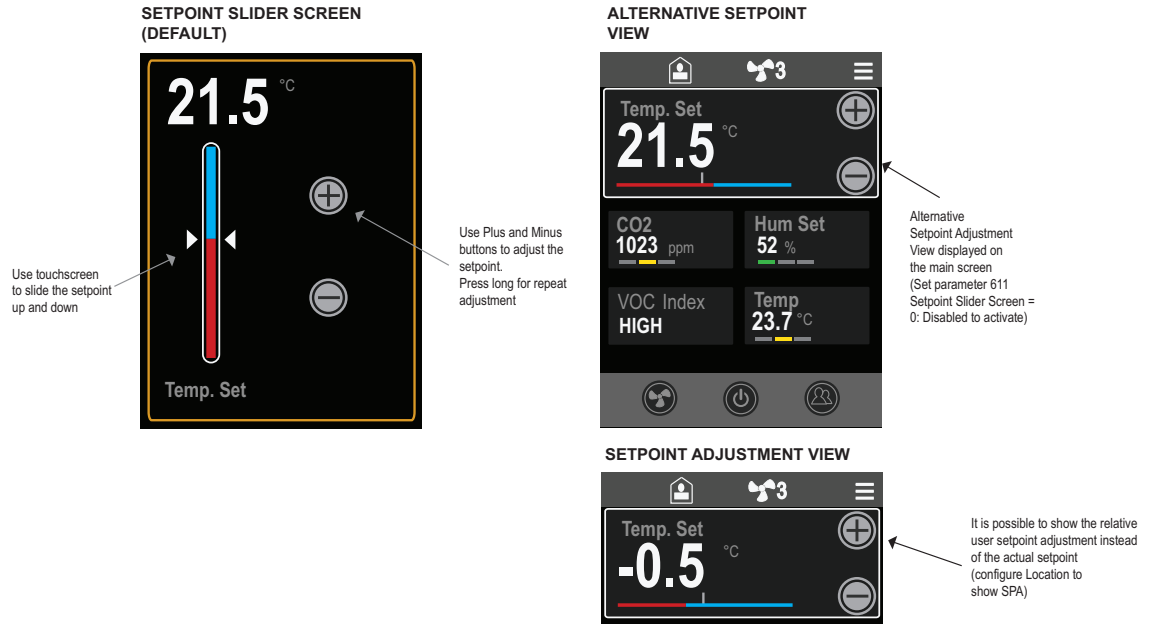 SETPOINT SLIDER SCREEN
(DEFAULT)
21.5 °C
Temp. Set
Use touchscreen
to slide the setpoint
up and down
Use Plus and Minus
buttons to adjust the
setpoint.
Press long for repeat
adjustment
ALTERNATIVE SETPOINT
VIEW
3
Temp. Set
21.5 °C
CO2
1023 ppm
Hum Set
52 %
VOC Index
HIGH
Temp
23.7 °C
Alternative
Setpoint Adjustment
View displayed on
the main screen
(Set parameter 611
Setpoint Slider Screen =
0: Disabled to activate)
SETPOINT ADJUSTMENT VIEW
3
Temp. Set
-0.5 °C
It is possible to show the relative
user setpoint adjustment instead
of the actual setpoint
(configure Location to
show SPA)